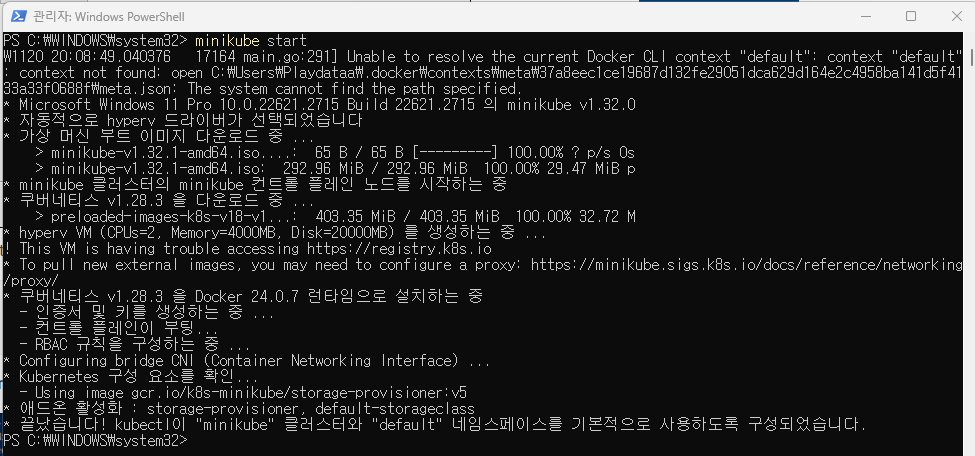 관리자: Windows PowerShell
PS C:₩WINDOWS₩system32> minikube start
W1120 20:08:49.040376   17164 main.go:291] Unable to resolve the current Docker CLI context "default": context "default"
: context not found: open C:₩Users₩Playdataa₩.docker₩contexts₩meta₩37a8eec1ce19687d132fe29051dca629d164e2c4958ba141d5f41
33a33f0688f₩meta.json: The system cannot find the path specified.
* Microsoft Windows 11 Pro 10.0.22621.2715 Build 22621.2715 의 minikube v1.32.0
* 자동적으로 hyperv 드라이버가 선택되었습니다
* 가상 머신 부트 이미지 다운로드 중 ...
    > minikube-v1.32.1-amd64.iso....:  65 B / 65 B [---------] 100.00% ? p/s 0s
    > minikube-v1.32.1-amd64.iso:  292.96 MiB / 292.96 MiB  100.00% 29.47 MiB p
* minikube 클러스터의 minikube 컨트롤 플레인 노드를 시작하는 중
* 쿠버네티스 v1.28.3 을 다운로드 중 ...
    > preloaded-images-k8s-v18-v1...:  403.35 MiB / 403.35 MiB  100.00% 32.72 M
* hyperv VM (CPUs=2, Memory=4000MB, Disk=20000MB) 를 생성하는 중 ...
! This VM is having trouble accessing https://registry.k8s.io
* To pull new external images, you may need to configure a proxy: https://minikube.sigs.k8s.io/docs/reference/networking
/proxy/
* 쿠버네티스 v1.28.3 을 Docker 24.0.7 런타임으로 설치하는 중
  - 인증서 및 키를 생성하는 중 ...
  - 컨트롤 플레인이 부팅...
  - RBAC 규칙을 구성하는 중 ...
* Configuring bridge CNI (Container Networking Interface) ...
* Kubernetes 구성 요소를 확인...
  - Using image gcr.io/k8s-minikube/storage-provisioner:v5
* 애드온 활성화 : storage-provisioner, default-storageclass
* 끝났습니다! kubectl이 "minikube" 클러스터와 "default" 네임스페이스를 기본적으로 사용하도록 구성되었습니다.
PS C:₩WINDOWS₩system32>